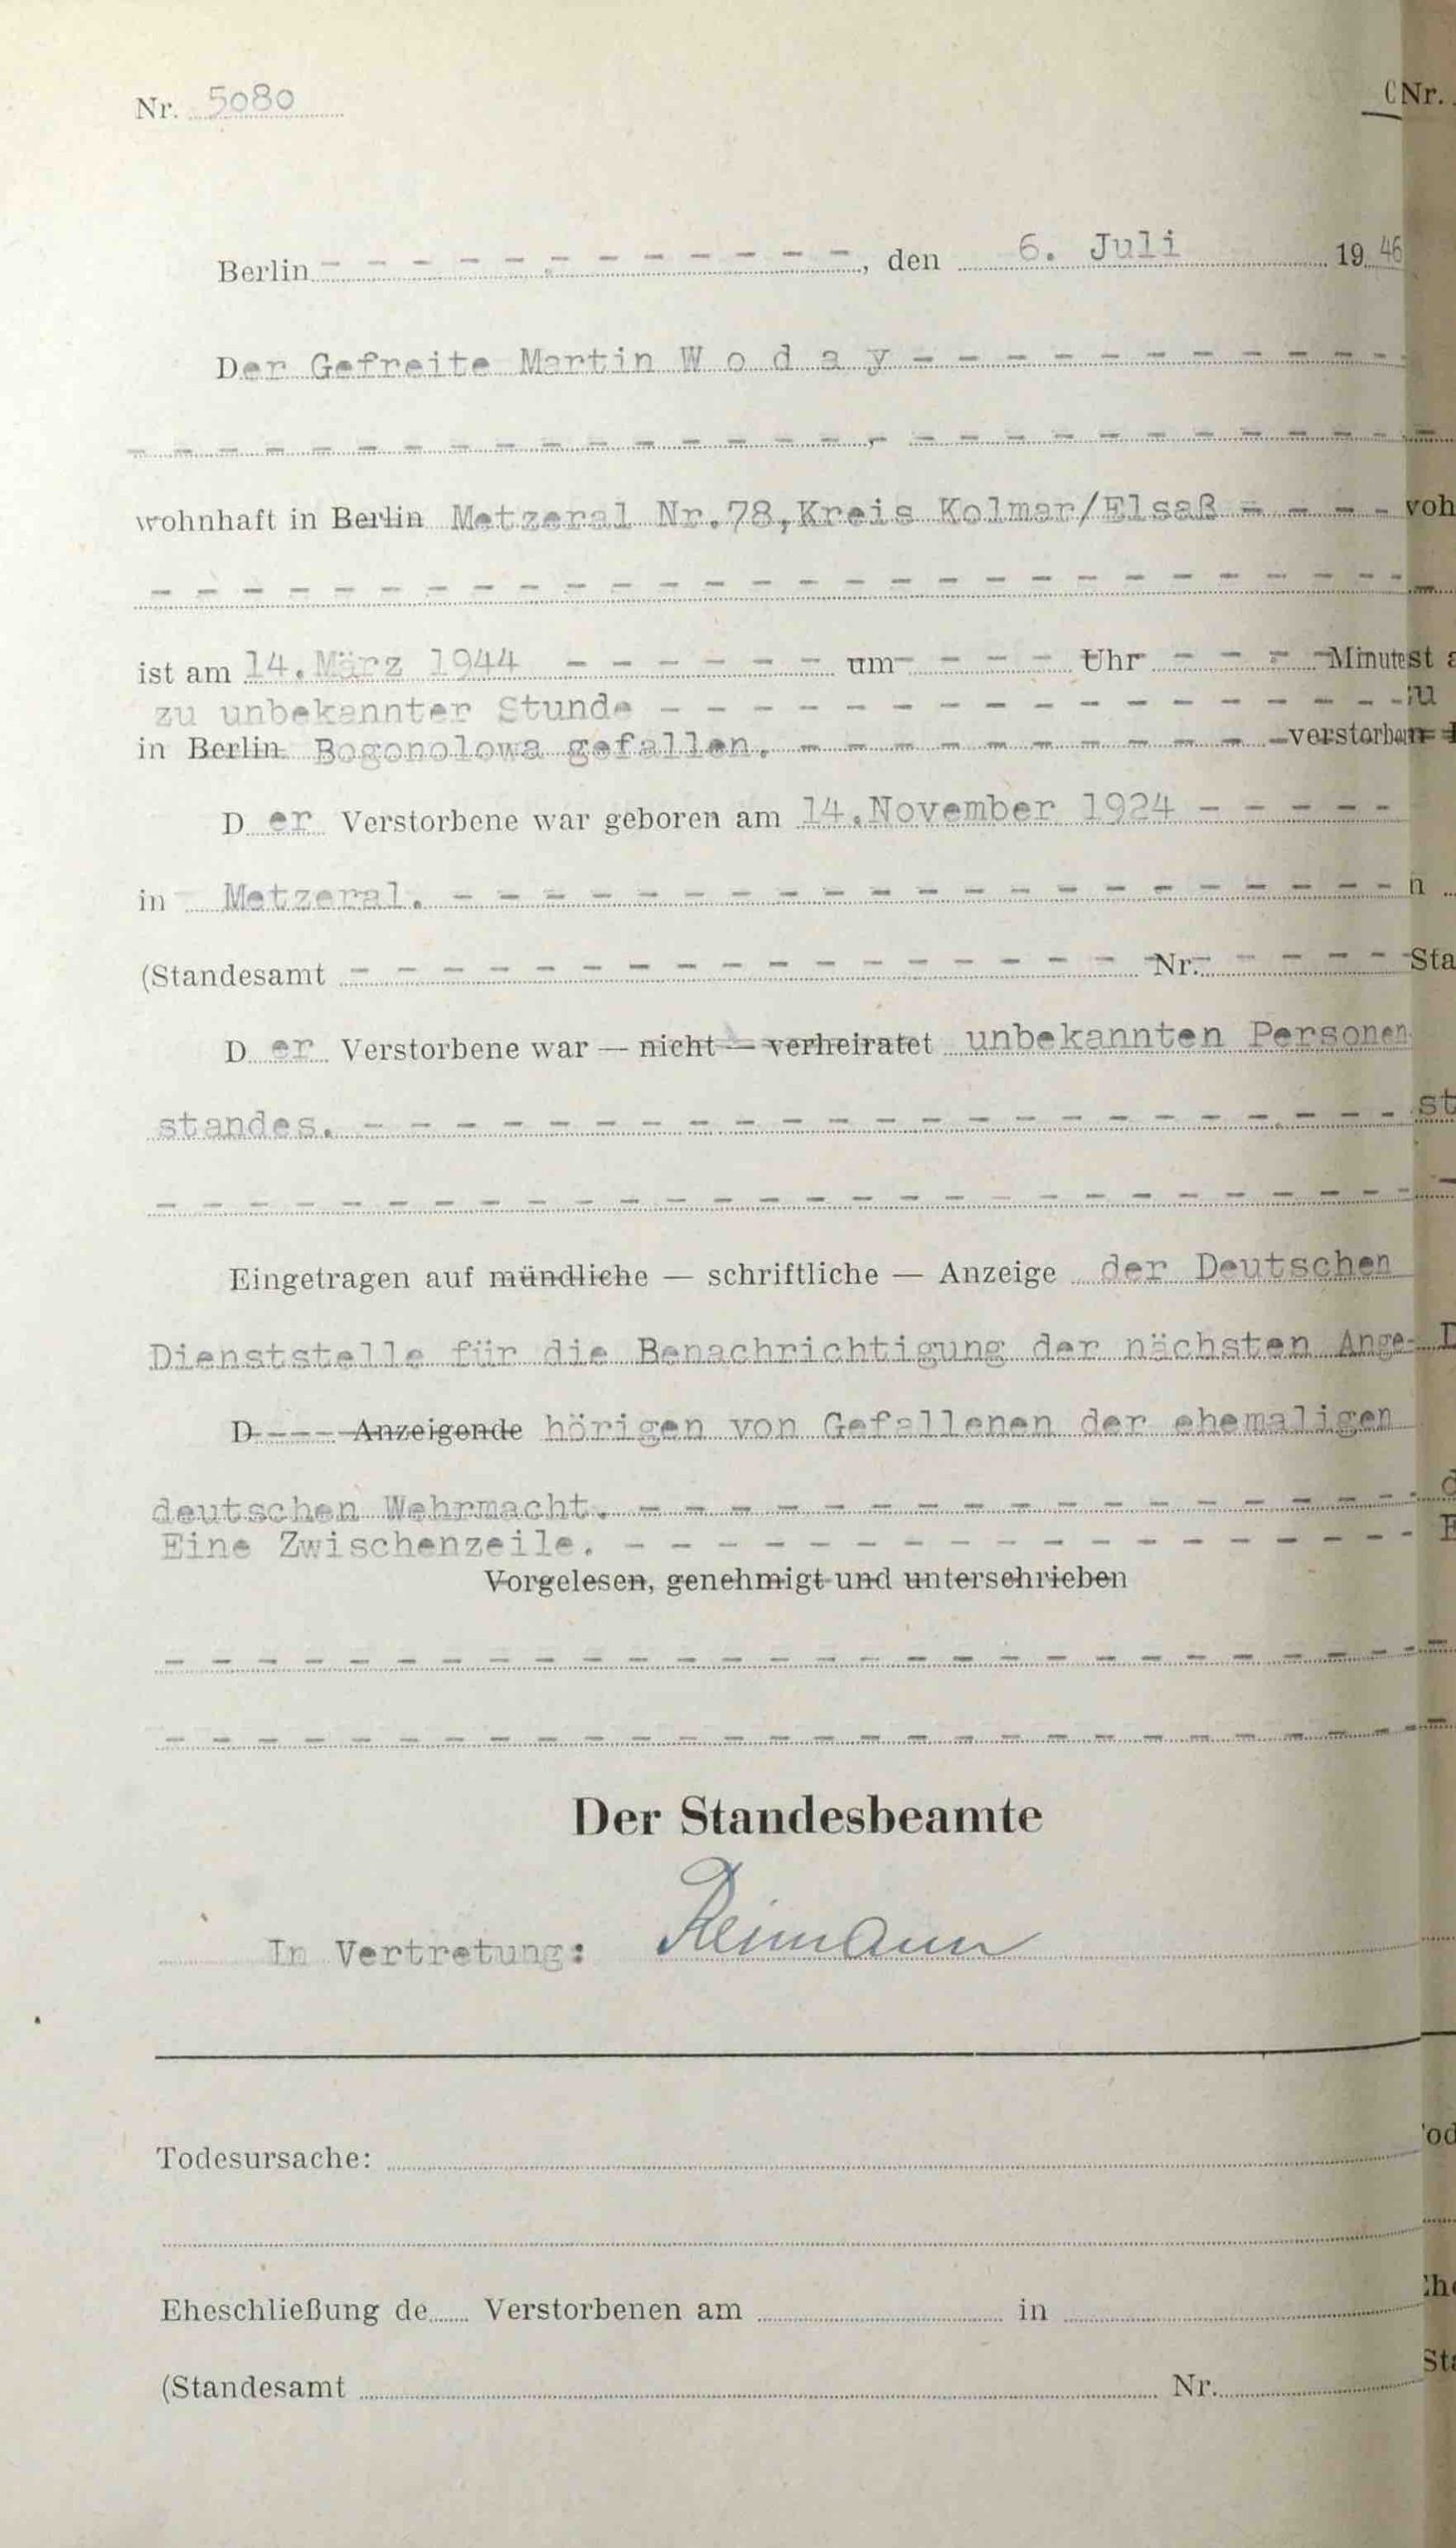 Nr. 5080
Berlin - - - - - - - - - - - -, den 6. Juli 1946
Der Gefreite Martin W o d a y - - - - - - - - - - -
wohnhaft in Berlin Metzeral Nr.78,Kreis Kolmar/Elsaß - - - -
ist am 14.März 1944 - - - - - - um - - - - Uhr - - - - Minute
zu unbekannter Stunde - - - - - - - - - - - - - - - - -
in Berlin Bogonolowa gefallen. - - - - - - - - - - - - verstorben
Der Verstorbene war geboren am 14.November 1924 - - - - -
in Metzeral. - - - - - - - - - - - - - - - - - - - - -
(Standesamt - - - - - - - - - - - - - - - - - - Nr. - - - - -
Der Verstorbene war — nicht — verheiratet unbekannten Personen
standes. - - - - - - - - - - - - - - - - - - - - - - -
Eingetragen auf mündliche — schriftliche — Anzeige der Deutschen
Dienststelle für die Benachrichtigung der nächsten Ange-
D - - - Anzeigende hörigen von Gefallenen der ehemaligen
deutschen Wehrmacht. - - - - - - - - - - - - - - - - - -
Eine Zwischenzeile. - - - - - - - - - - - - - - - - - -
Vorgelesen, genehmigt und unterschrieben
Der Standesbeamte
In Vertretung: Reimann
Todesursache:
Eheschließung de Verstorbenen am in
(Standesamt Nr.